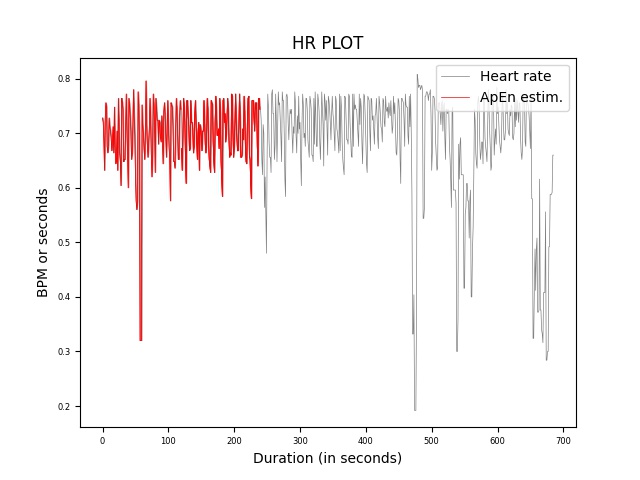 HR PLOT
Heart rate
ApEn estim.
BPM or seconds
0.8
0.7
0.6
0.5
0.4
0.3
0.2
0 100 200 300 400 500 600 700
Duration (in seconds)